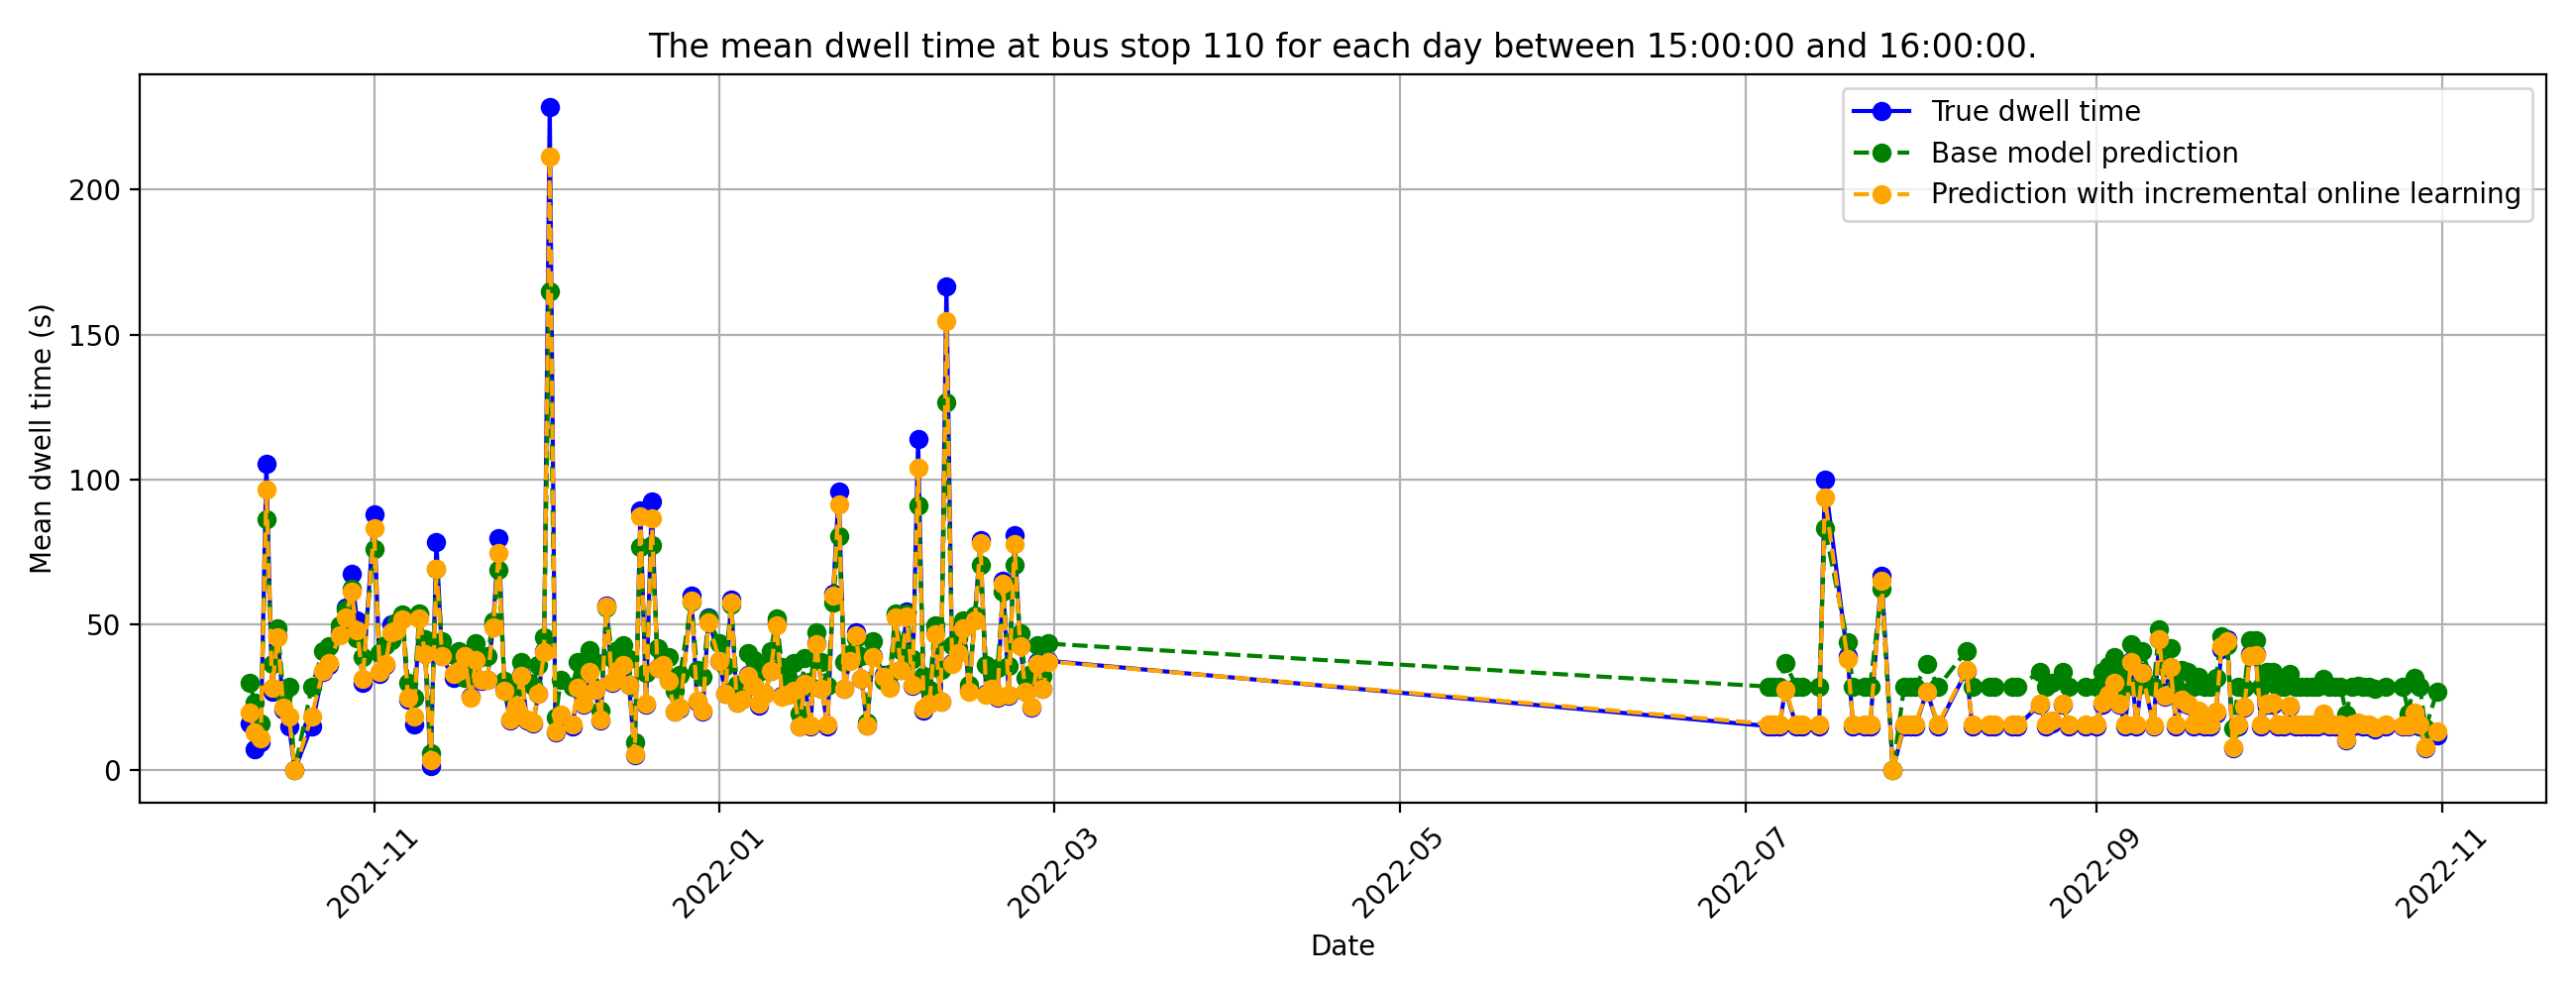 The mean dwell time at bus stop 110 for each day between 15:00:00 and 16:00:00.
True dwell time
Base model prediction
Prediction with incremental online learning
Mean dwell time (s)
200
150
100
50
0
2021-11
2022-01
2022-03
2022-05
2022-07
2022-09
2022-11
Date